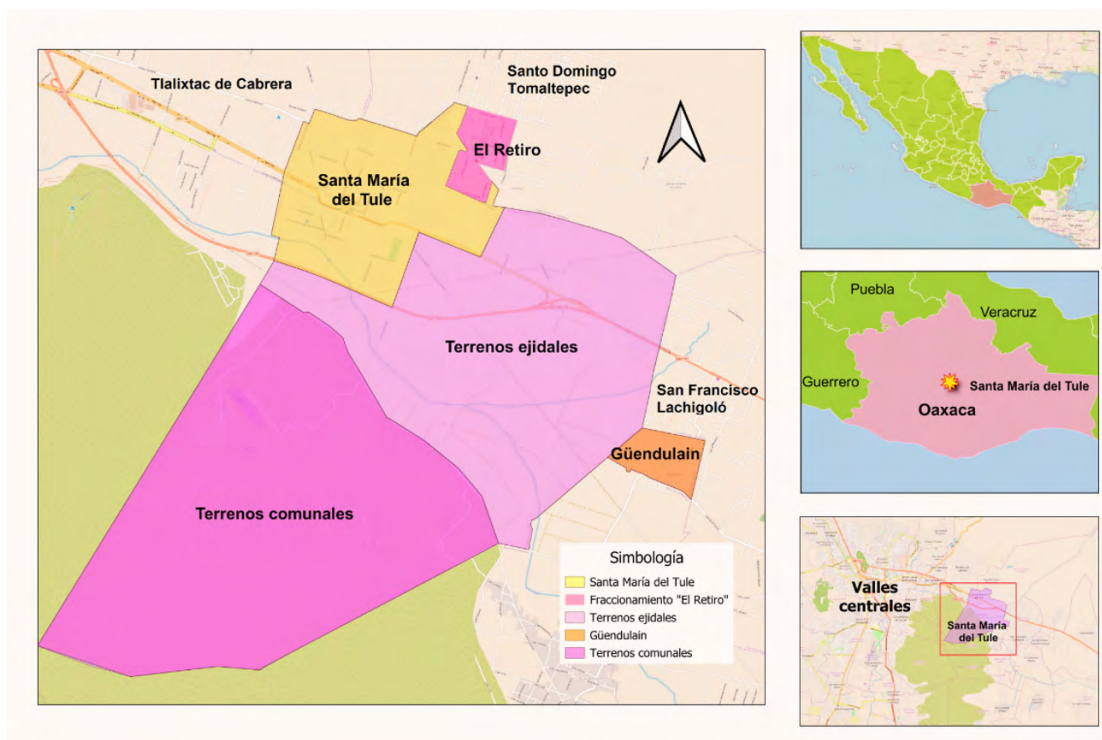 Tlalixtac de Cabrera
Santo Domingo
Tomaltepec
El Retiro
Santa María
del Tule
Terrenos ejidales
San Francisco
Lachigoló
Güendulain
Terrenos comunales
Simbología
Santa María del Tule
Fraccionamiento "El Retiro"
Terrenos ejidales
Güendulain
Terrenos comunales
Puebla
Veracruz
Guerrero
Santa María del Tule
Oaxaca
Valles
centrales
Santa María
del Tule